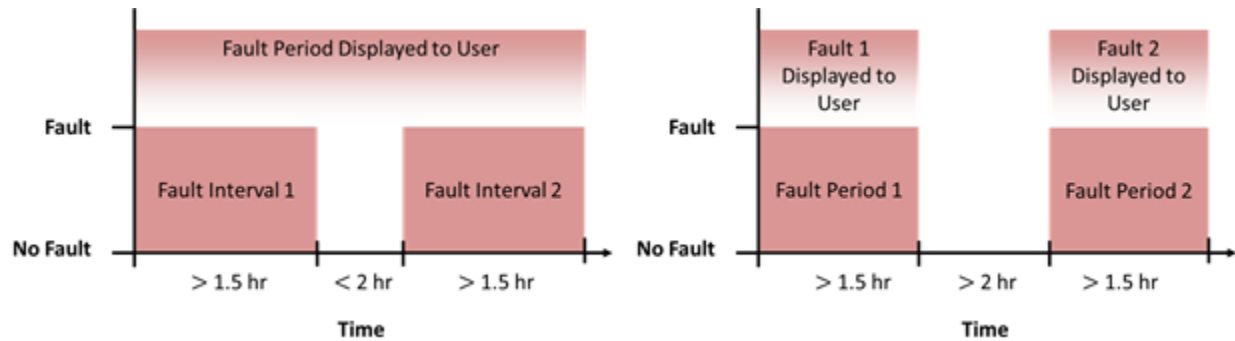 Fault Period Displayed to User
Fault
Fault Interval 1
Fault Interval 2
No Fault
> 1.5 hr
< 2 hr
> 1.5 hr
Time
Fault 1
Displayed to
User
Fault 2
Displayed to
User
Fault
Fault Period 1
Fault Period 2
No Fault
> 1.5 hr
> 2 hr
> 1.5 hr
Time